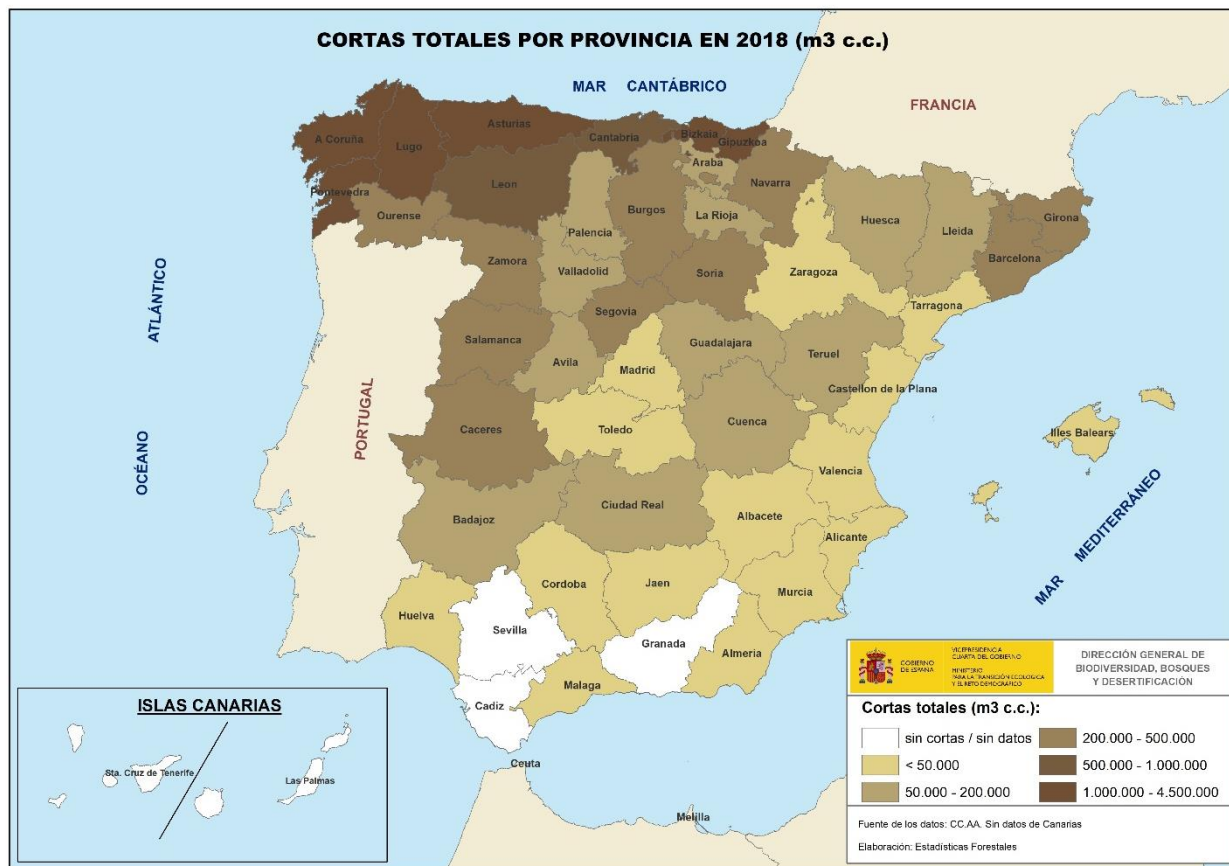 CORTAS TOTALES POR PROVINCIA EN 2018 (m3 c.c.)
MAR CANTÁBRICO
FRANCIA
A Coruña
Lugo
Asturias
Cantabria
Bizkaia
Gipuzkoa
Araba
Navarra
Pontevedra
Ourense
Leon
Palencia
Burgos
La Rioja
Huesca
Lleida
Girona
Barcelona
Zamora
Valladolid
Soria
Zaragoza
Tarragona
Segovia
Salamanca
Avila
Madrid
Guadalajara
Teruel
Castellon de la Plana
Caceres
Toledo
Cuenca
Valencia
Illes Balears
Badajoz
Ciudad Real
Albacete
Alicante
Cordoba
Jaen
Murcia
Huelva
Sevilla
Granada
Almeria
Malaga
Cadiz
Ceuta
Melilla
OCÉANO ATLÁNTICO
PORTUGAL
MAR MEDITERRÁNEO
ISLAS CANARIAS
Sta. Cruz de Tenerife
Las Palmas
GOBIERNO
DE ESPAÑA
VICEPRESIDENCIA
CUARTA DEL GOBIERNO
MINISTERIO
PARA LA TRANSICIÓN ECOLÓGICA
Y EL RETO DEMOGRÁFICO
DIRECCIÓN GENERAL DE
BIODIVERSIDAD, BOSQUES
Y DESERTIFICACIÓN
Cortas totales (m3 c.c.):
sin cortas / sin datos
< 50.000
50.000 - 200.000
200.000 - 500.000
500.000 - 1.000.000
1.000.000 - 4.500.000
Fuente de los datos: CC.AA. Sin datos de Canarias
Elaboración: Estadísticas Forestales